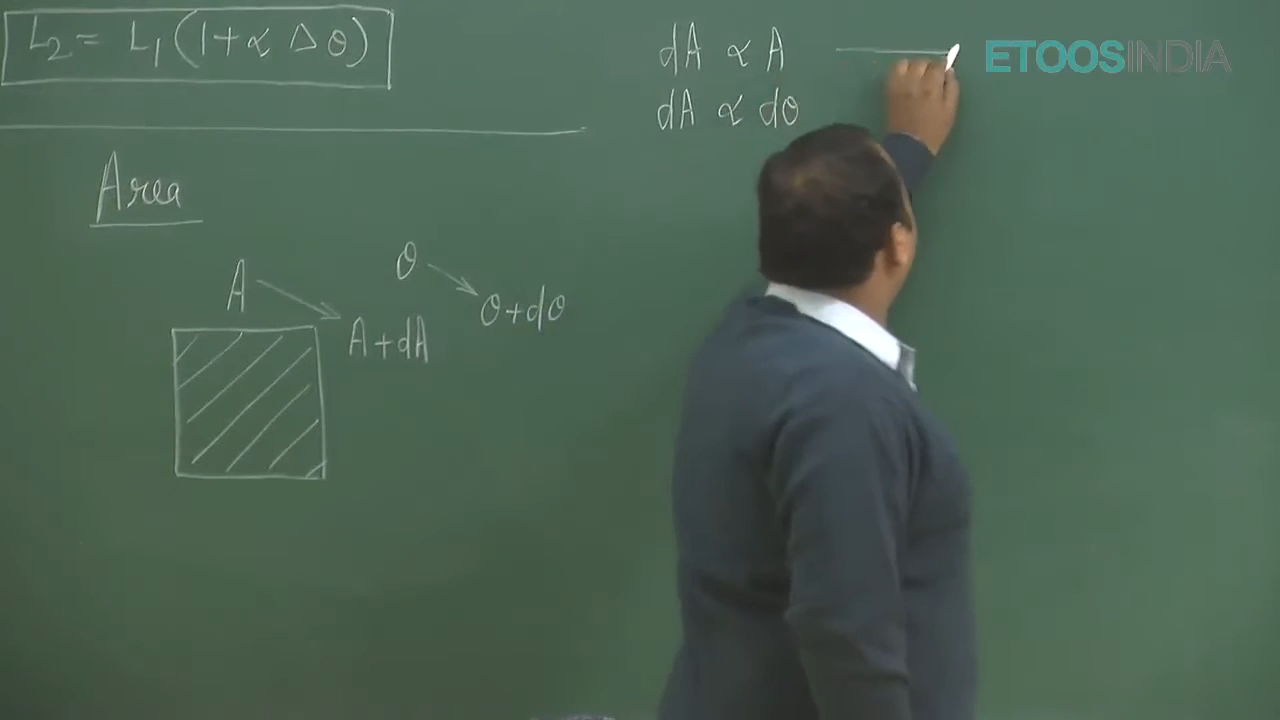 L₂ = L₁ (1 + α Δθ)
dA ∝ A
ETOOSINDIA
dA ∝ dθ
Area
A
θ
θ + dθ
A + dA